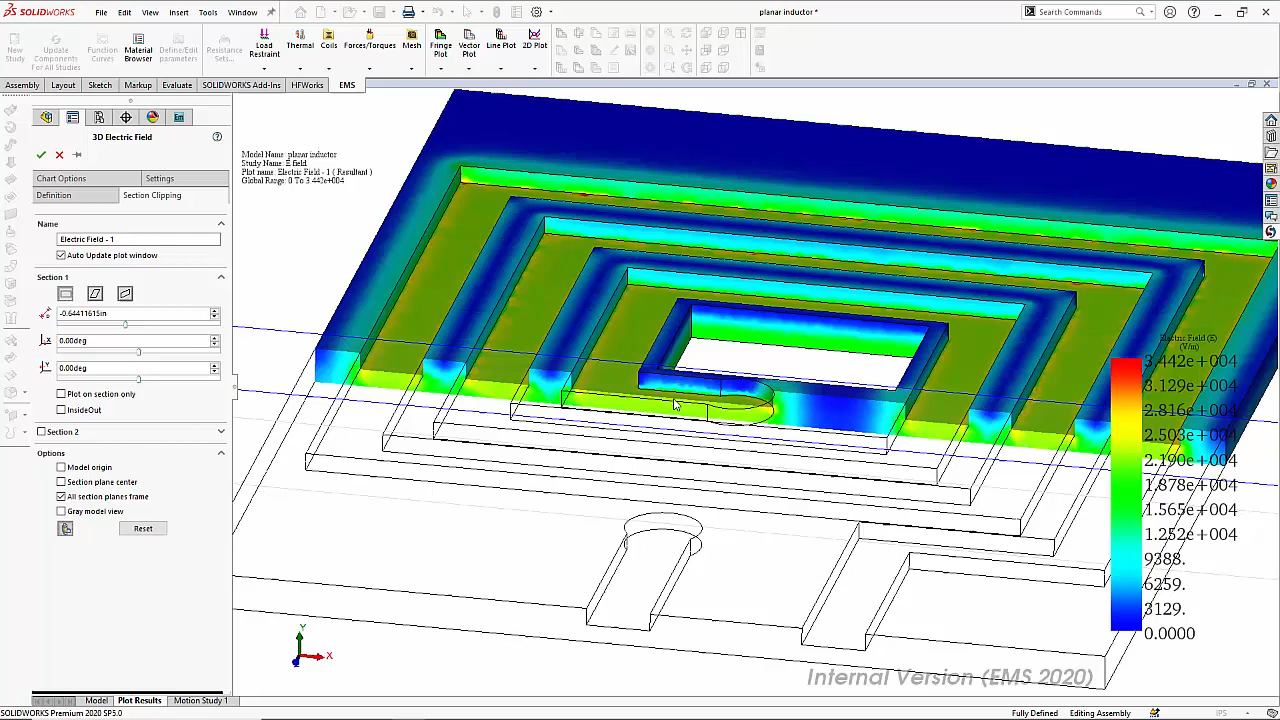 SOLIDWORKS File Edit View Insert Tools Window planar inductor * Search Commands
New Study Update Components For All Studies Function Curves Material Browser Define/Edit parameters Resistance Sets... Load Restraint Thermal Coils Forces/Torques Mesh Fringe Plot Vector Plot Line Plot 2D Plot
Assembly Layout Sketch Markup Evaluate SOLIDWORKS Add-Ins HFWorks EMS
3D Electric Field
Chart Options Settings
Definition Section Clipping
Name
Electric Field - 1
Auto Update plot window
Section 1
-0.64411615in
0.00deg
0.00deg
Plot on section only
InsideOut
Section 2
Options
Model origin
Section plane center
All section planes frame
Gray model view
Reset
Model Name: planar inductor
Study Name: E field
Plot name: Electric Field - 1 ( Resultant )
Global Range: 0 To 3.442e+004
Electric Field (E)
(V/m)
3.442e+004
3.129e+004
2.816e+004
2.503e+004
2.190e+004
1.878e+004
1.565e+004
1.252e+004
9388.
6259.
3129.
0.0000
Y
X
Internal Version (EMS 2020)
Model Plot Results Motion Study 1
SOLIDWORKS Premium 2020 SP5.0 Fully Defined Editing Assembly IPS